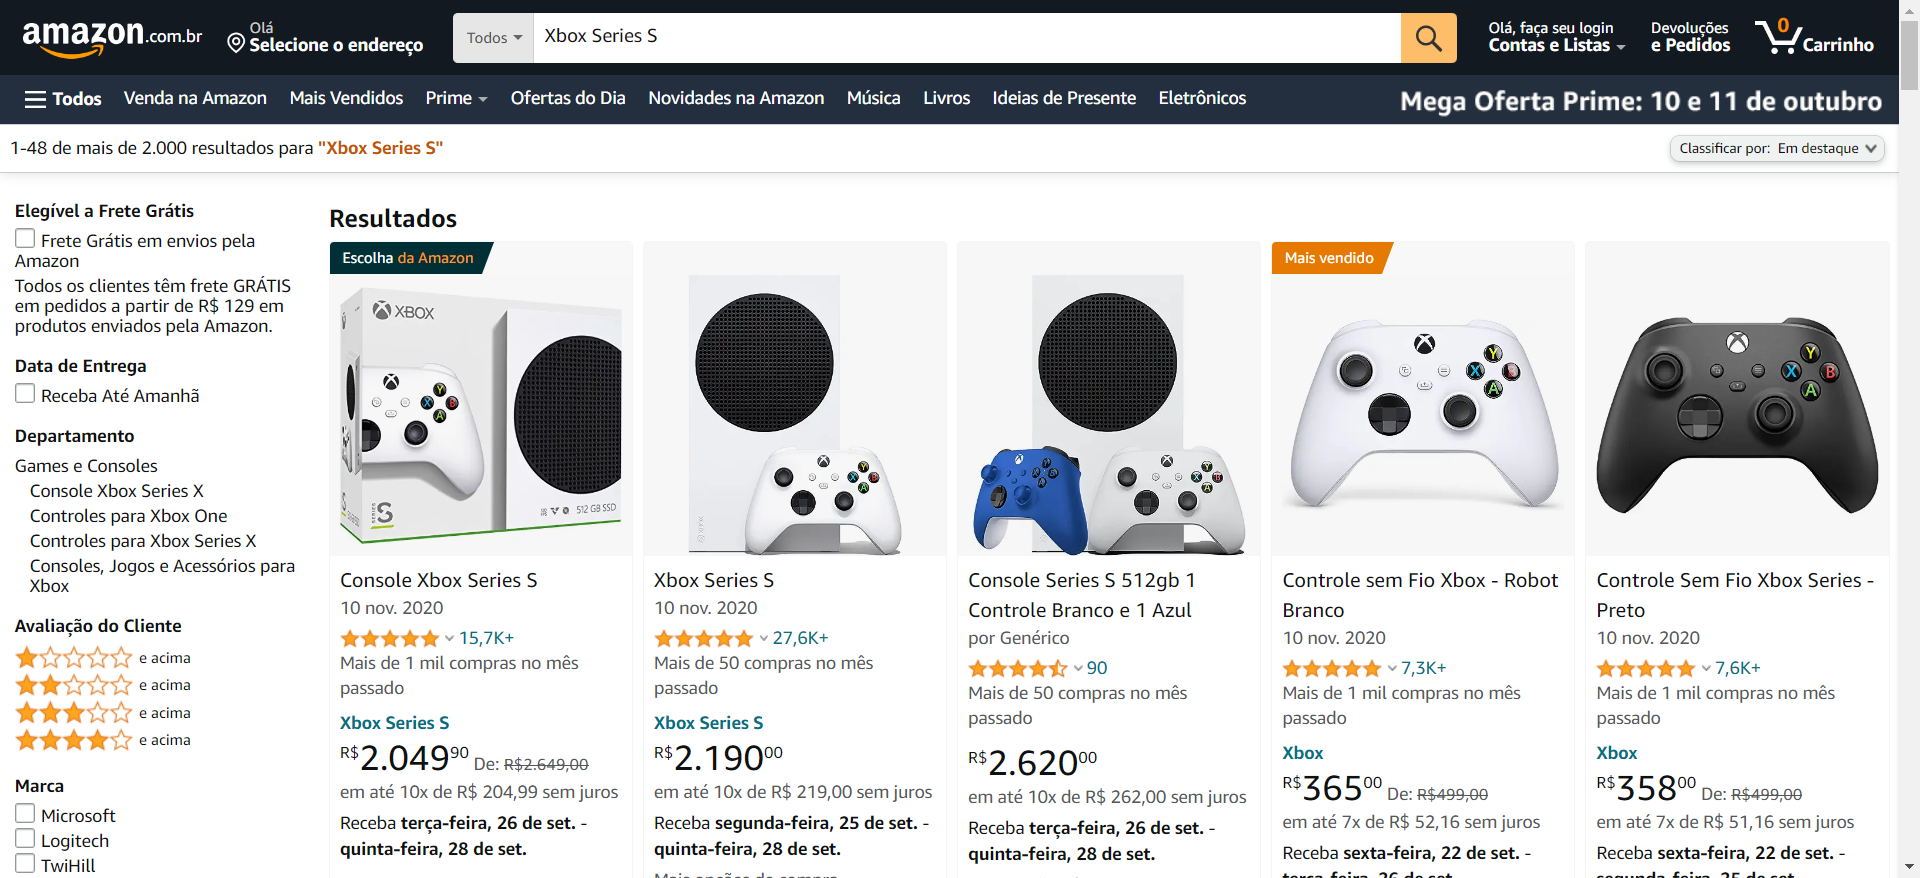 amazon.com.br
Olá
Selecione o endereço
Todos
Xbox Series S
Olá, faça seu login
Contas e Listas
Devoluções
e Pedidos
0
Carrinho
Todos
Venda na Amazon
Mais Vendidos
Prime
Ofertas do Dia
Novidades na Amazon
Música
Livros
Ideias de Presente
Eletrônicos
Mega Oferta Prime: 10 e 11 de outubro
1-48 de mais de 2.000 resultados para "Xbox Series S"
Classificar por: Em destaque
Elegível a Frete Grátis
Frete Grátis em envios pela
Amazon
Todos os clientes têm frete GRÁTIS
em pedidos a partir de R$ 129 em
produtos enviados pela Amazon.
Data de Entrega
Receba Até Amanhã
Departamento
Games e Consoles
Console Xbox Series X
Controles para Xbox One
Controles para Xbox Series X
Consoles, Jogos e Acessórios para
Xbox
Avaliação do Cliente
e acima
e acima
e acima
e acima
Marca
Microsoft
Logitech
TwiHill
Resultados
Escolha da Amazon
XBOX
Y
X
B
A
SERIES
S
512 GB SSD
Console Xbox Series S
10 nov. 2020
15,7K+
Mais de 1 mil compras no mês
passado
Xbox Series S
R$2.04990 De: R$2.649,00
em até 10x de R$ 204,99 sem juros
Receba terça-feira, 26 de set. -
quinta-feira, 28 de set.
Xbox Series S
10 nov. 2020
27,6K+
Mais de 50 compras no mês
passado
Xbox Series S
R$2.19000
em até 10x de R$ 219,00 sem juros
Receba segunda-feira, 25 de set. -
quinta-feira, 28 de set.
Console Series S 512gb 1
Controle Branco e 1 Azul
por Genérico
90
Mais de 50 compras no mês
passado
R$2.62000
em até 10x de R$ 262,00 sem juros
Receba terça-feira, 26 de set. -
quinta-feira, 28 de set.
Mais vendido
Y
X
B
A
Controle sem Fio Xbox - Robot
Branco
10 nov. 2020
7,3K+
Mais de 1 mil compras no mês
passado
Xbox
R$36500 De: R$499,00
em até 7x de R$ 52,16 sem juros
Receba sexta-feira, 22 de set. -
terça-feira, 26 de set.
Y
X
B
A
Controle Sem Fio Xbox Series -
Preto
10 nov. 2020
7,6K+
Mais de 1 mil compras no mês
passado
Xbox
R$35800 De: R$499,00
em até 7x de R$ 51,16 sem juros
Receba sexta-feira, 22 de set. -
segunda-feira, 25 de set.